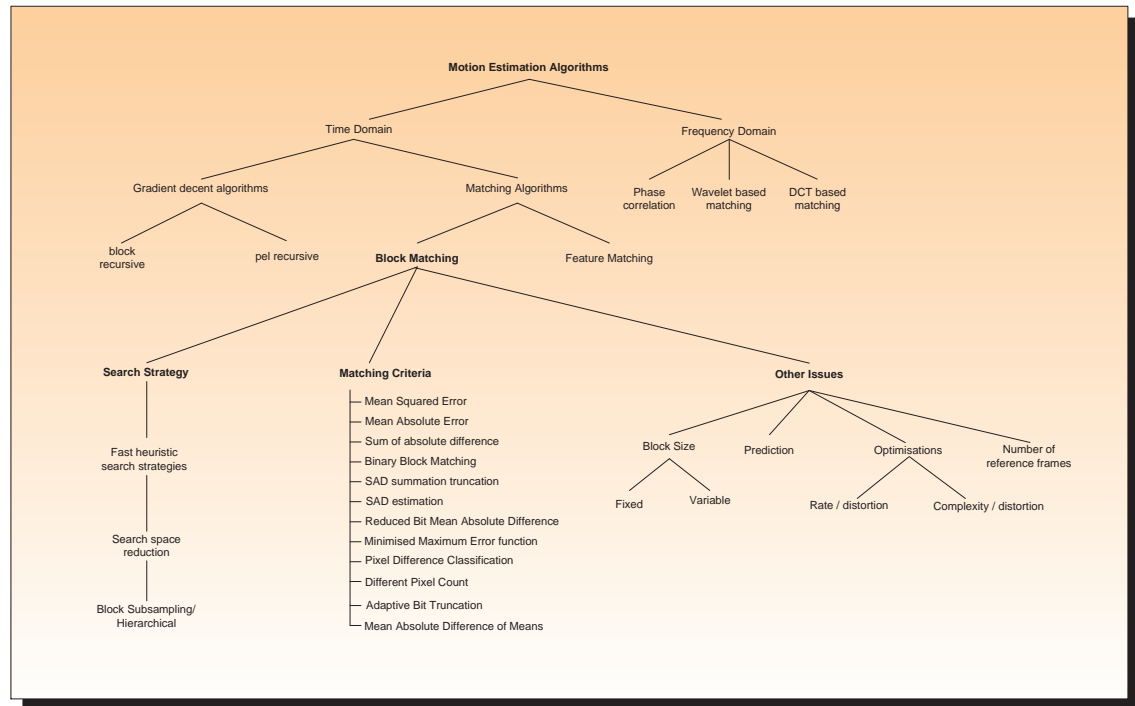 Motion Estimation Algorithms
Time Domain
Frequency Domain
Gradient decent algorithms
Matching Algorithms
Phase
correlation
Wavelet based
matching
DCT based
matching
block
recursive
pel recursive
Block Matching
Feature Matching
Search Strategy
Matching Criteria
Other Issues
Fast heuristic
search strategies
Search space
reduction
Block Subsampling/
Hierarchical
Mean Squared Error
Mean Absolute Error
Sum of absolute difference
Binary Block Matching
SAD summation truncation
SAD estimation
Reduced Bit Mean Absolute Difference
Minimised Maximum Error function
Pixel Difference Classification
Different Pixel Count
Adaptive Bit Truncation
Mean Absolute Difference of Means
Block Size
Prediction
Optimisations
Number of
reference frames
Fixed
Variable
Rate / distortion
Complexity / distortion